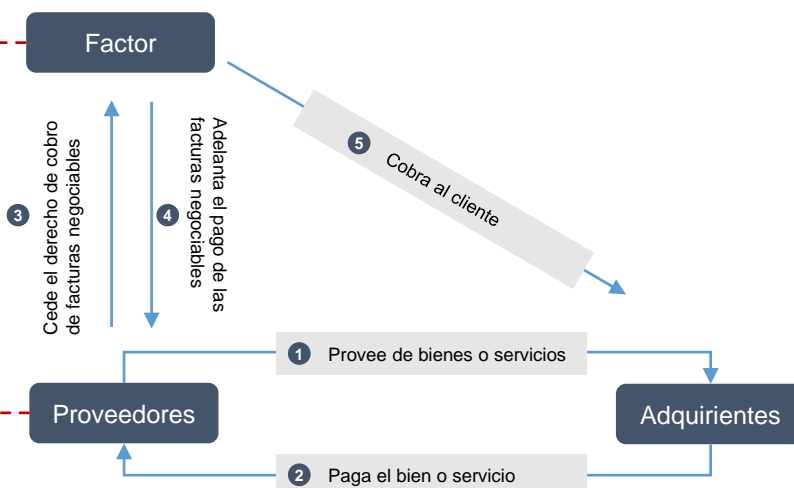 Factor
5
Cobra al cliente
3
Cede el derecho de cobro
de facturas negociables
4
Adelanta el pago de las
facturas negociables
1 Provee de bienes o servicios
Proveedores
Adquirientes
2 Paga el bien o servicio